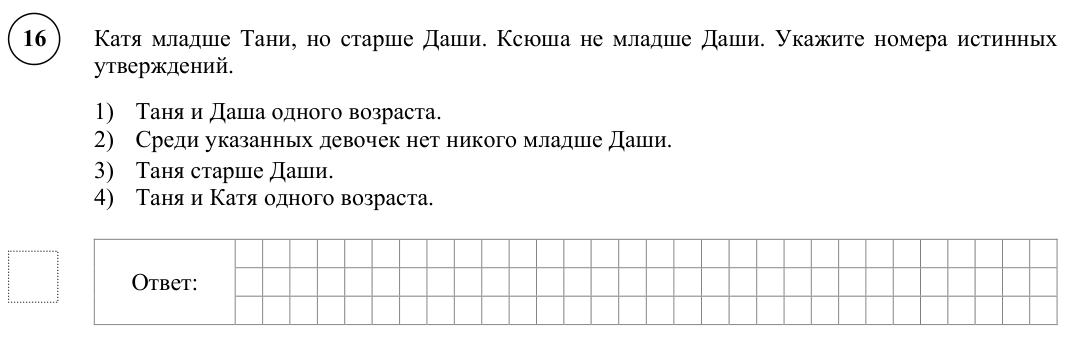 16
Катя младше Тани, но старше Даши. Ксюша не младше Даши. Укажите номера истинных
утверждений.
1) Таня и Даша одного возраста.
2) Среди указанных девочек нет никого младше Даши.
3) Таня старше Даши.
4) Таня и Катя одного возраста.
Ответ: